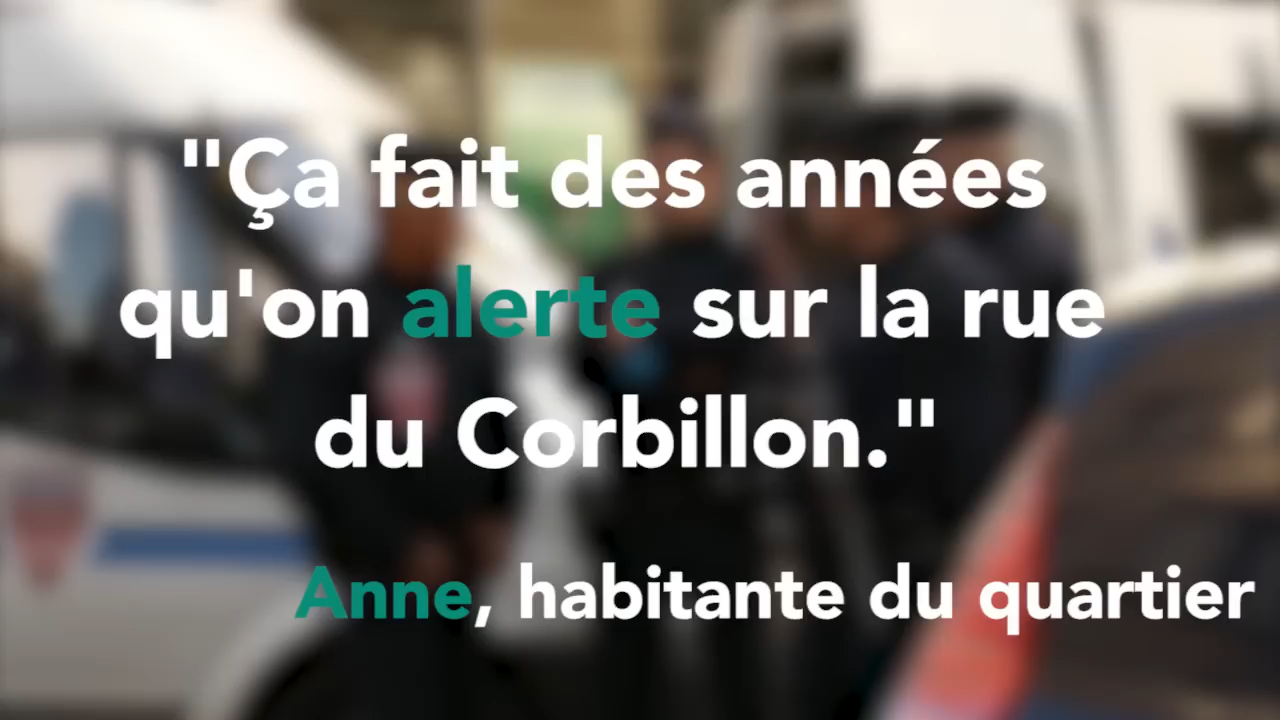 "Ça fait des années
qu'on alerte sur la rue
du Corbillon."
Anne, habitante du quartier